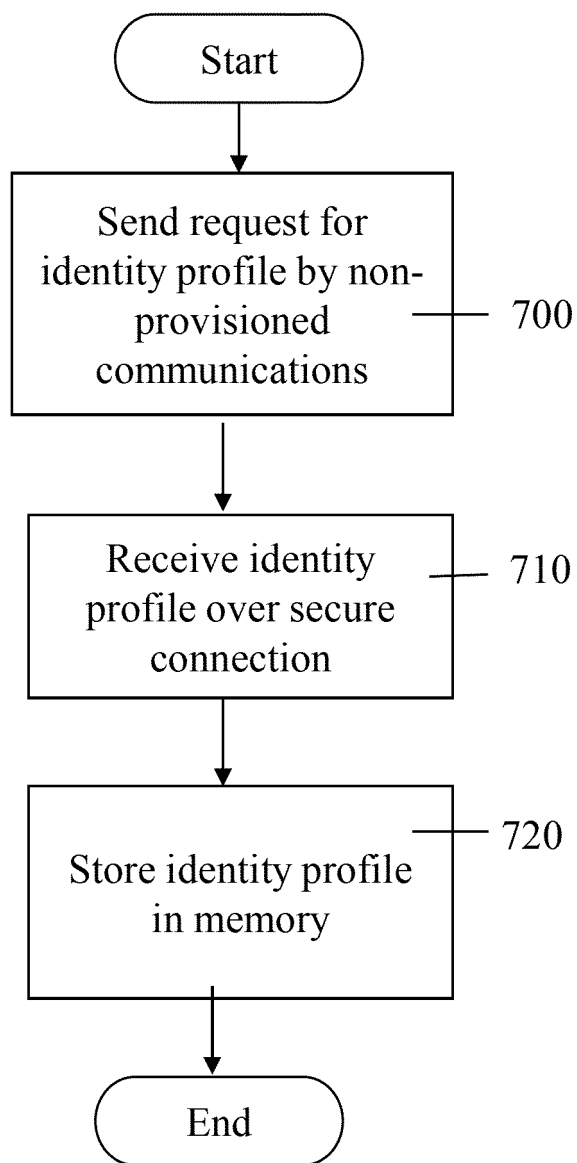 Start
Send request for
identity profile by non-
provisioned
communications
700
Receive identity
profile over secure
connection
710
Store identity profile
in memory
720
End